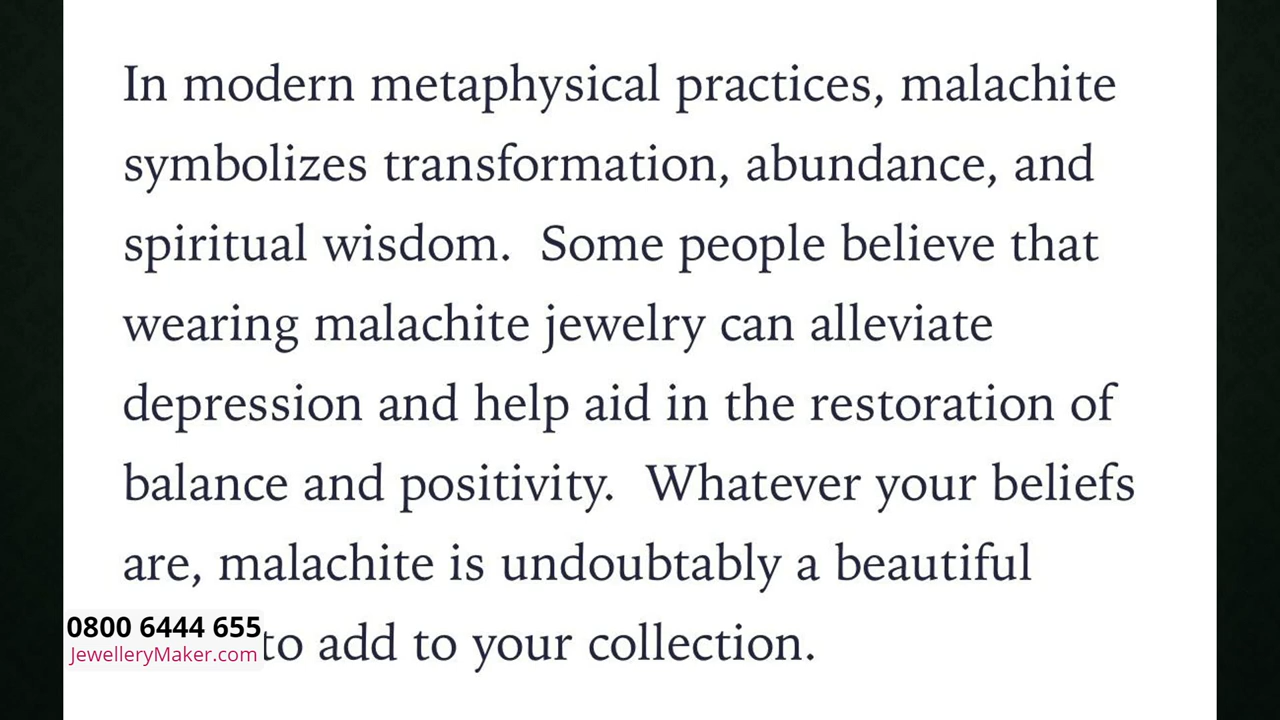 In modern metaphysical practices, malachite
symbolizes transformation, abundance, and
spiritual wisdom.  Some people believe that
wearing malachite jewelry can alleviate
depression and help aid in the restoration of
balance and positivity.  Whatever your beliefs
are, malachite is undoubtably a beautiful
to add to your collection.
0800 6444 655
JewelleryMaker.com